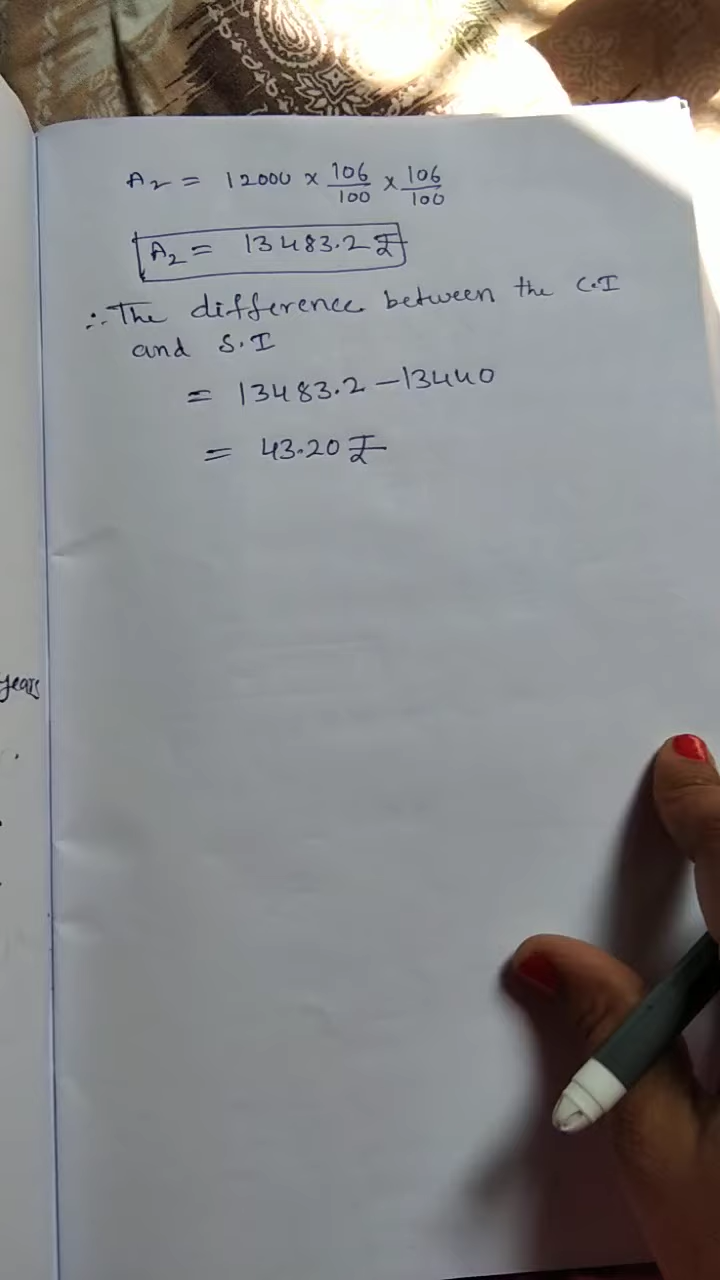 A₂ = 12000 × 106/100 × 106/100
A₂ = 13483.2 ₹
∴ The difference between the C.I
and S.I
= 13483.2 – 13440
= 43.20 ₹
years